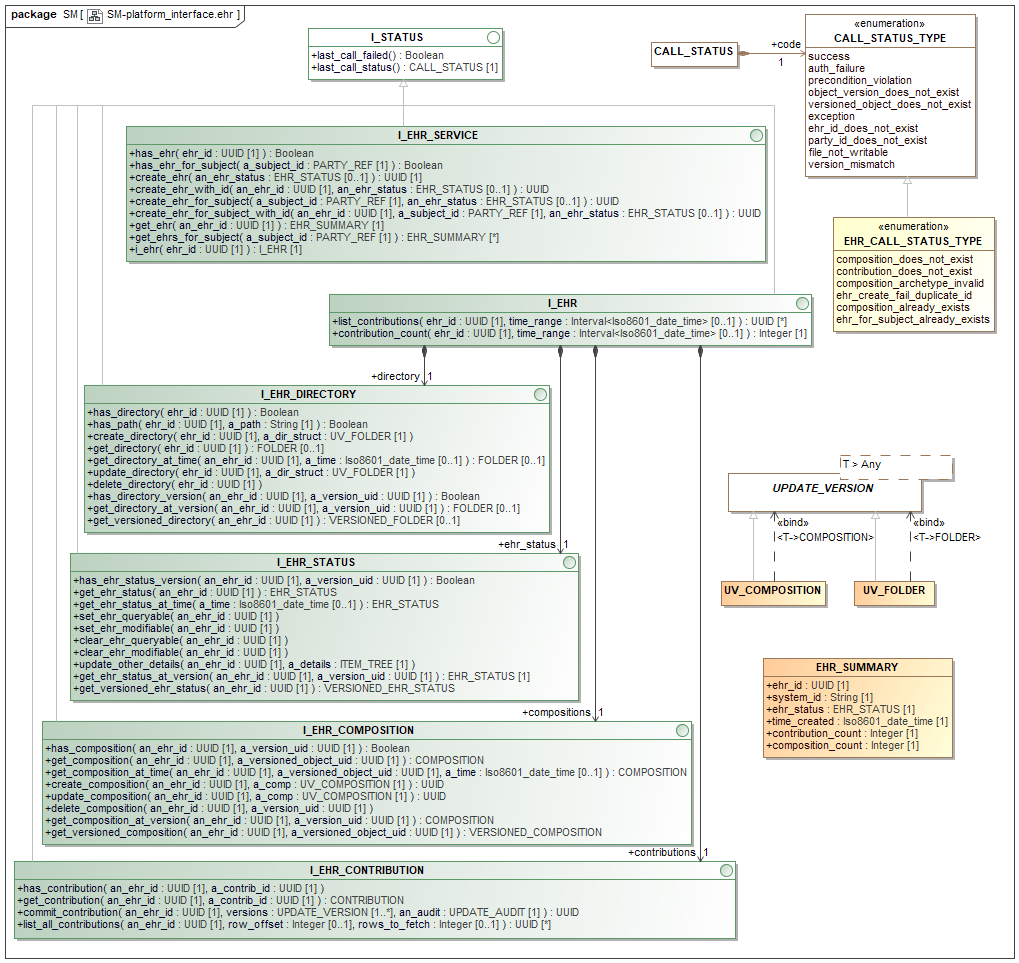 package SM [ SM-platform_interface.ehr ]
I_STATUS
+last_call_failed() : Boolean
+last_call_status() : CALL_STATUS [1]
CALL_STATUS
+code
1
«enumeration»
CALL_STATUS_TYPE
success
auth_failure
precondition_violation
object_version_does_not_exist
versioned_object_does_not_exist
exception
ehr_id_does_not_exist
party_id_does_not_exist
file_not_writable
version_mismatch
I_EHR_SERVICE
+has_ehr( ehr_id : UUID [1] ) : Boolean
+has_ehr_for_subject( a_subject_id : PARTY_REF [1] ) : Boolean
+create_ehr( an_ehr_status : EHR_STATUS [0..1] ) : UUID [1]
+create_ehr_with_id( an_ehr_id : UUID [1], an_ehr_status : EHR_STATUS [0..1] ) : UUID
+create_ehr_for_subject( a_subject_id : PARTY_REF [1], an_ehr_status : EHR_STATUS [0..1] ) : UUID
+create_ehr_for_subject_with_id( an_ehr_id : UUID [1], a_subject_id : PARTY_REF [1], an_ehr_status : EHR_STATUS [0..1] ) : UUID
+get_ehr( an_ehr_id : UUID [1] ) : EHR_SUMMARY [1]
+get_ehrs_for_subject( a_subject_id : PARTY_REF [1] ) : EHR_SUMMARY [*]
+i_ehr( ehr_id : UUID [1] ) : I_EHR [1]
«enumeration»
EHR_CALL_STATUS_TYPE
composition_does_not_exist
contribution_does_not_exist
composition_archetype_invalid
ehr_create_fail_duplicate_id
composition_already_exists
ehr_for_subject_already_exists
I_EHR
+list_contributions( ehr_id : UUID [1], time_range : Interval<Iso8601_date_time> [0..1] ) : UUID [*]
+contribution_count( ehr_id : UUID [1], time_range : Interval<Iso8601_date_time> [0..1] ) : Integer [1]
+directory 1
I_EHR_DIRECTORY
+has_directory( ehr_id : UUID [1] ) : Boolean
+has_path( ehr_id : UUID [1], a_path : String [1] ) : Boolean
+create_directory( ehr_id : UUID [1], a_dir_struct : UV_FOLDER [1] )
+get_directory( ehr_id : UUID [1] ) : FOLDER [0..1]
+get_directory_at_time( an_ehr_id : UUID [1], a_time : Iso8601_date_time [0..1] ) : FOLDER [0..1]
+update_directory( ehr_id : UUID [1], a_dir_struct : UV_FOLDER [1] )
+delete_directory( ehr_id : UUID [1] )
+has_directory_version( an_ehr_id : UUID [1], a_version_uid : UUID [1] ) : Boolean
+get_directory_at_version( an_ehr_id : UUID [1], a_version_uid : UUID [1] ) : FOLDER [0..1]
+get_versioned_directory( an_ehr_id : UUID [1] ) : VERSIONED_FOLDER [0..1]
T > Any
UPDATE_VERSION
«bind»
<T->COMPOSITION>
«bind»
<T->FOLDER>
UV_COMPOSITION
UV_FOLDER
+ehr_status 1
I_EHR_STATUS
+has_ehr_status_version( an_ehr_id : UUID [1], a_version_uid : UUID [1] ) : Boolean
+get_ehr_status( an_ehr_id : UUID [1] ) : EHR_STATUS
+get_ehr_status_at_time( a_time : Iso8601_date_time [0..1] ) : EHR_STATUS
+set_ehr_queryable( an_ehr_id : UUID [1] )
+set_ehr_modifiable( an_ehr_id : UUID [1] )
+clear_ehr_queryable( an_ehr_id : UUID [1] )
+clear_ehr_modifiable( an_ehr_id : UUID [1] )
+update_other_details( an_ehr_id : UUID [1], a_details : ITEM_TREE [1] )
+get_ehr_status_at_version( an_ehr_id : UUID [1], a_version_uid : UUID [1] ) : EHR_STATUS [1]
+get_versioned_ehr_status( an_ehr_id : UUID [1] ) : VERSIONED_EHR_STATUS
EHR_SUMMARY
+ehr_id : UUID [1]
+system_id : String [1]
+ehr_status : EHR_STATUS [1]
+time_created : Iso8601_date_time [1]
+contribution_count : Integer [1]
+composition_count : Integer [1]
+compositions 1
I_EHR_COMPOSITION
+has_composition( an_ehr_id : UUID [1], a_version_uid : UUID [1] ) : Boolean
+get_composition( an_ehr_id : UUID [1], a_versioned_object_uid : UUID [1] ) : COMPOSITION
+get_composition_at_time( an_ehr_id : UUID [1], a_versioned_object_uid : UUID [1], a_time : Iso8601_date_time [0..1] ) : COMPOSITION
+create_composition( an_ehr_id : UUID [1], a_comp : UV_COMPOSITION [1] ) : UUID
+update_composition( an_ehr_id : UUID [1], a_comp : UV_COMPOSITION [1] ) : UUID
+delete_composition( an_ehr_id : UUID [1], a_version_uid : UUID [1] )
+get_composition_at_version( an_ehr_id : UUID [1], a_version_uid : UUID [1] ) : COMPOSITION
+get_versioned_composition( an_ehr_id : UUID [1], a_versioned_object_uid : UUID [1] ) : VERSIONED_COMPOSITION
+contributions 1
I_EHR_CONTRIBUTION
+has_contribution( an_ehr_id : UUID [1], a_contrib_id : UUID [1] )
+get_contribution( an_ehr_id : UUID [1], a_contrib_id : UUID [1] ) : CONTRIBUTION
+commit_contribution( an_ehr_id : UUID [1], versions : UPDATE_VERSION [1..*], an_audit : UPDATE_AUDIT [1] ) : UUID
+list_all_contributions( an_ehr_id : UUID [1], row_offset : Integer [0..1], rows_to_fetch : Integer [0..1] ) : UUID [*]